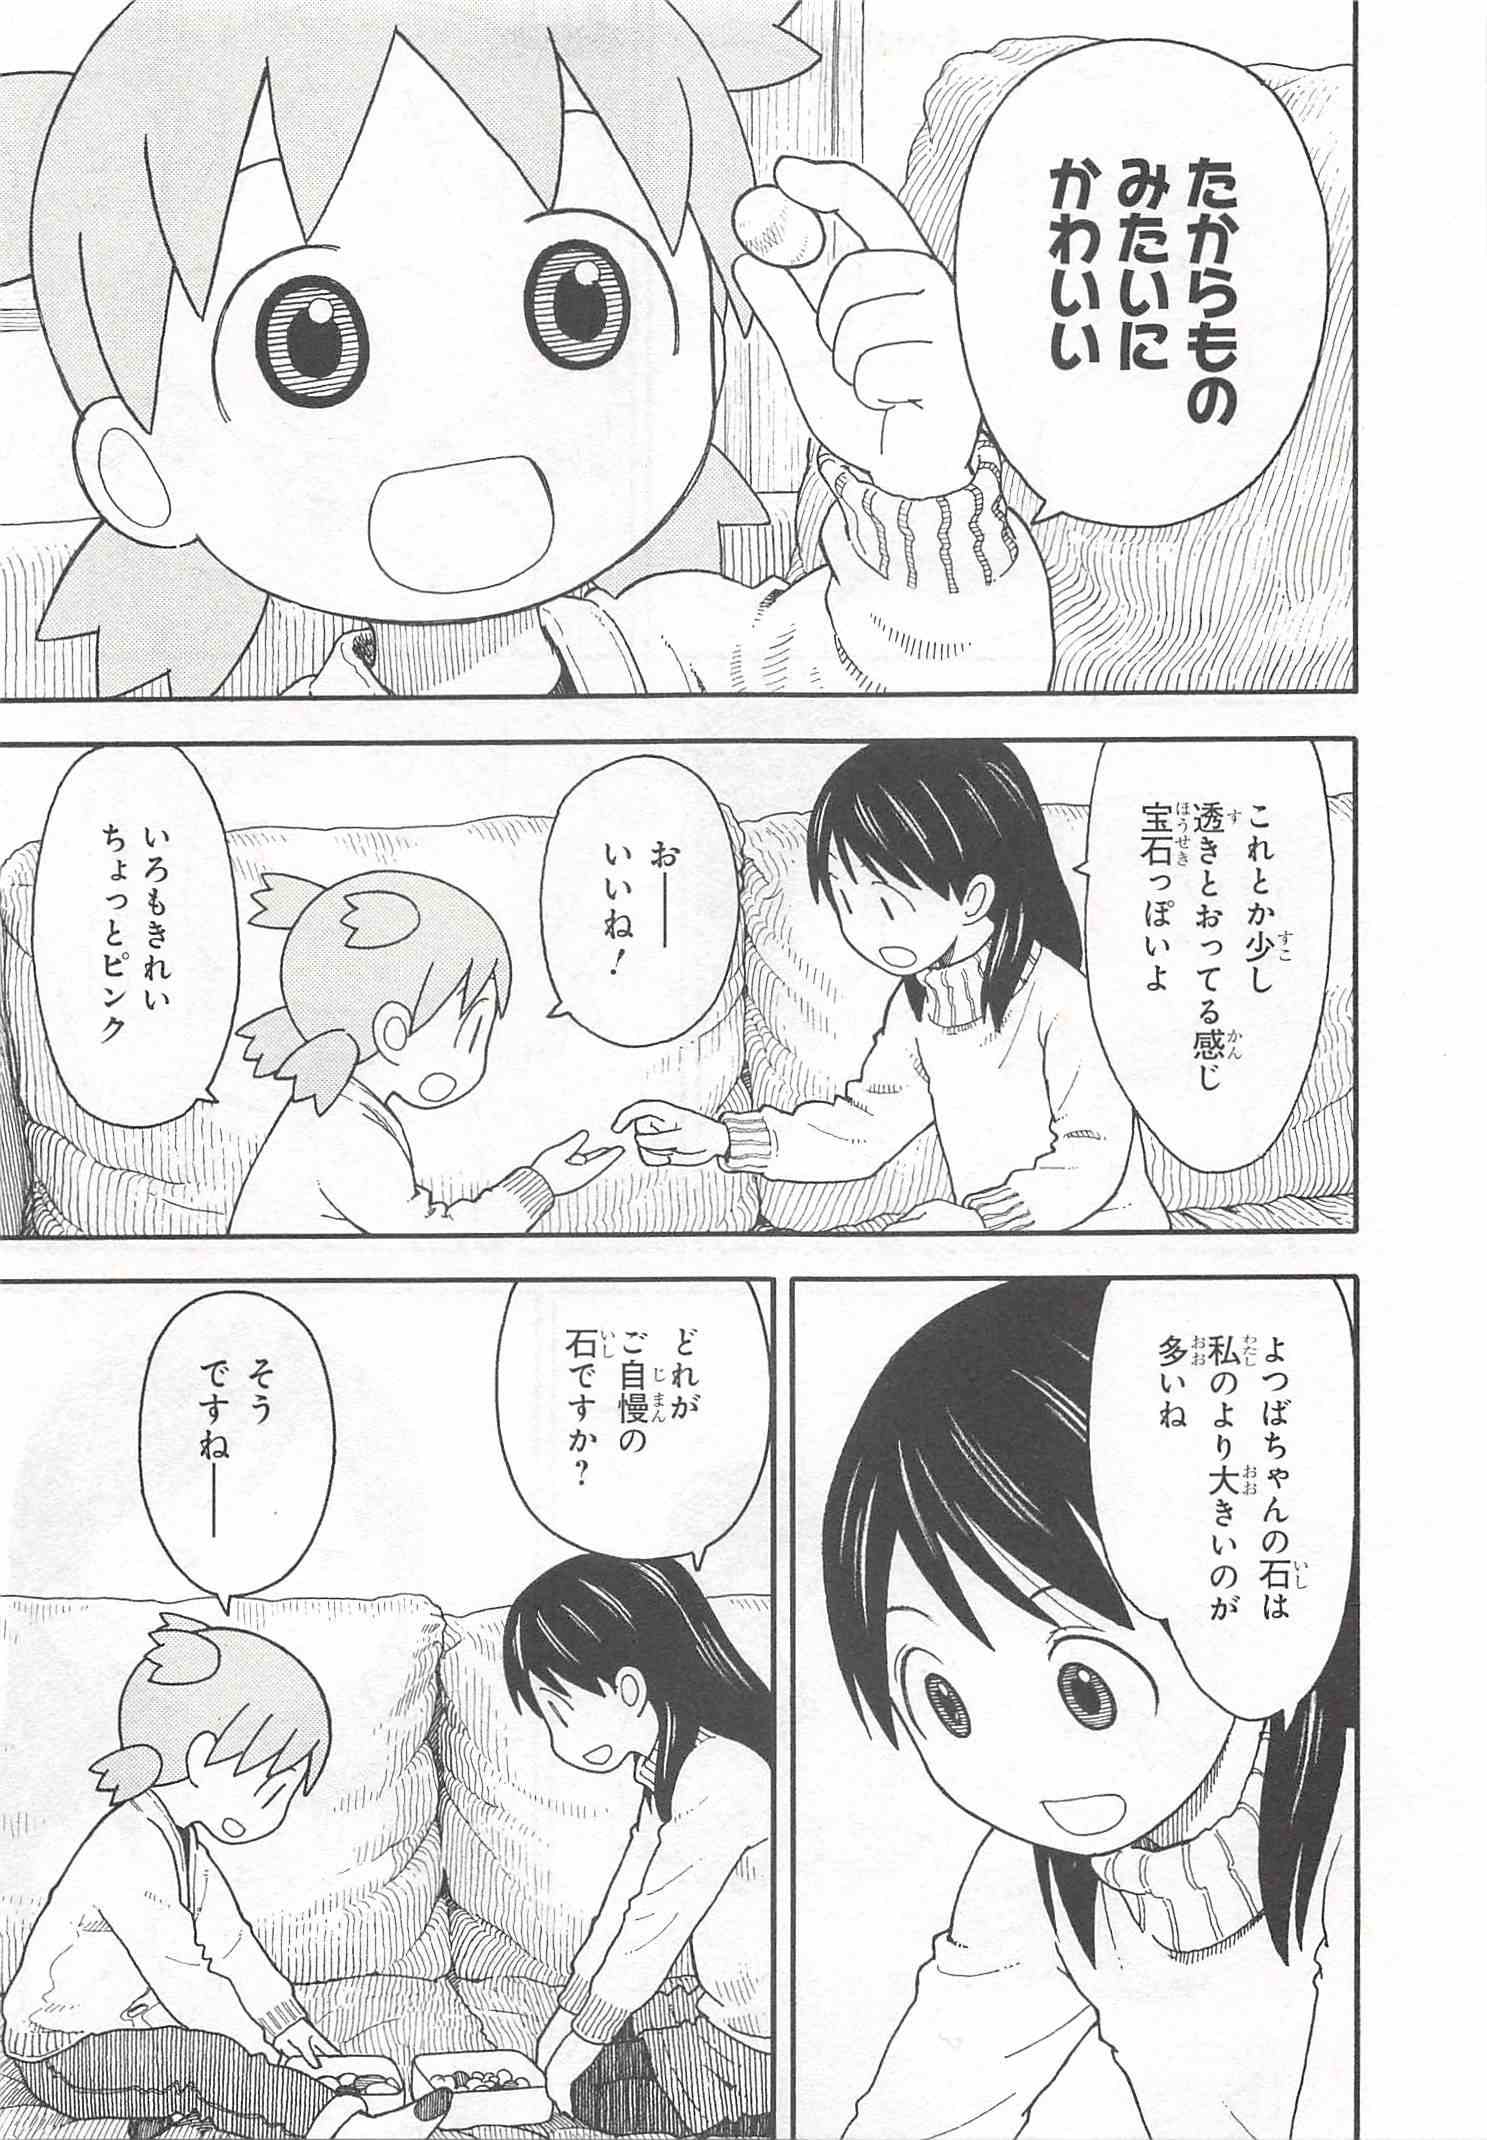 たからもの
みたいに
かわいい
これとか少し
透きとおってる感じ
宝石っぽいよ
おー
いいね!
いろもきれい
ちょっとピンク
よつばちゃんの石は
私のより大きいのが
多いね
どれが
ご自慢の
石ですか?
そう
ですねー